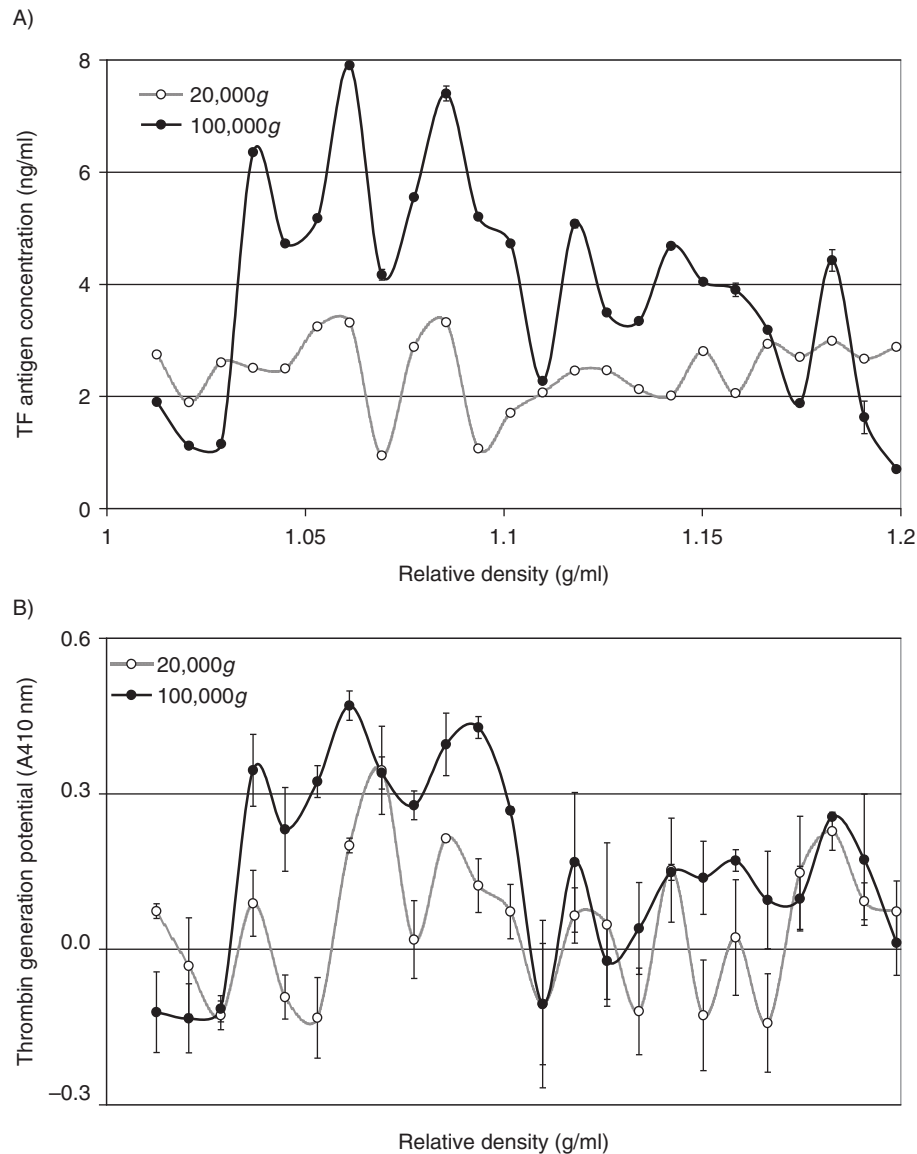 A)
TF antigen concentration (ng/ml)
8
6
4
2
0
20,000g
100,000g
1
1.05
1.1
1.15
1.2
Relative density (g/ml)
B)
Thrombin generation potential (A410 nm)
0.6
0.3
0.0
–0.3
20,000g
100,000g
Relative density (g/ml)